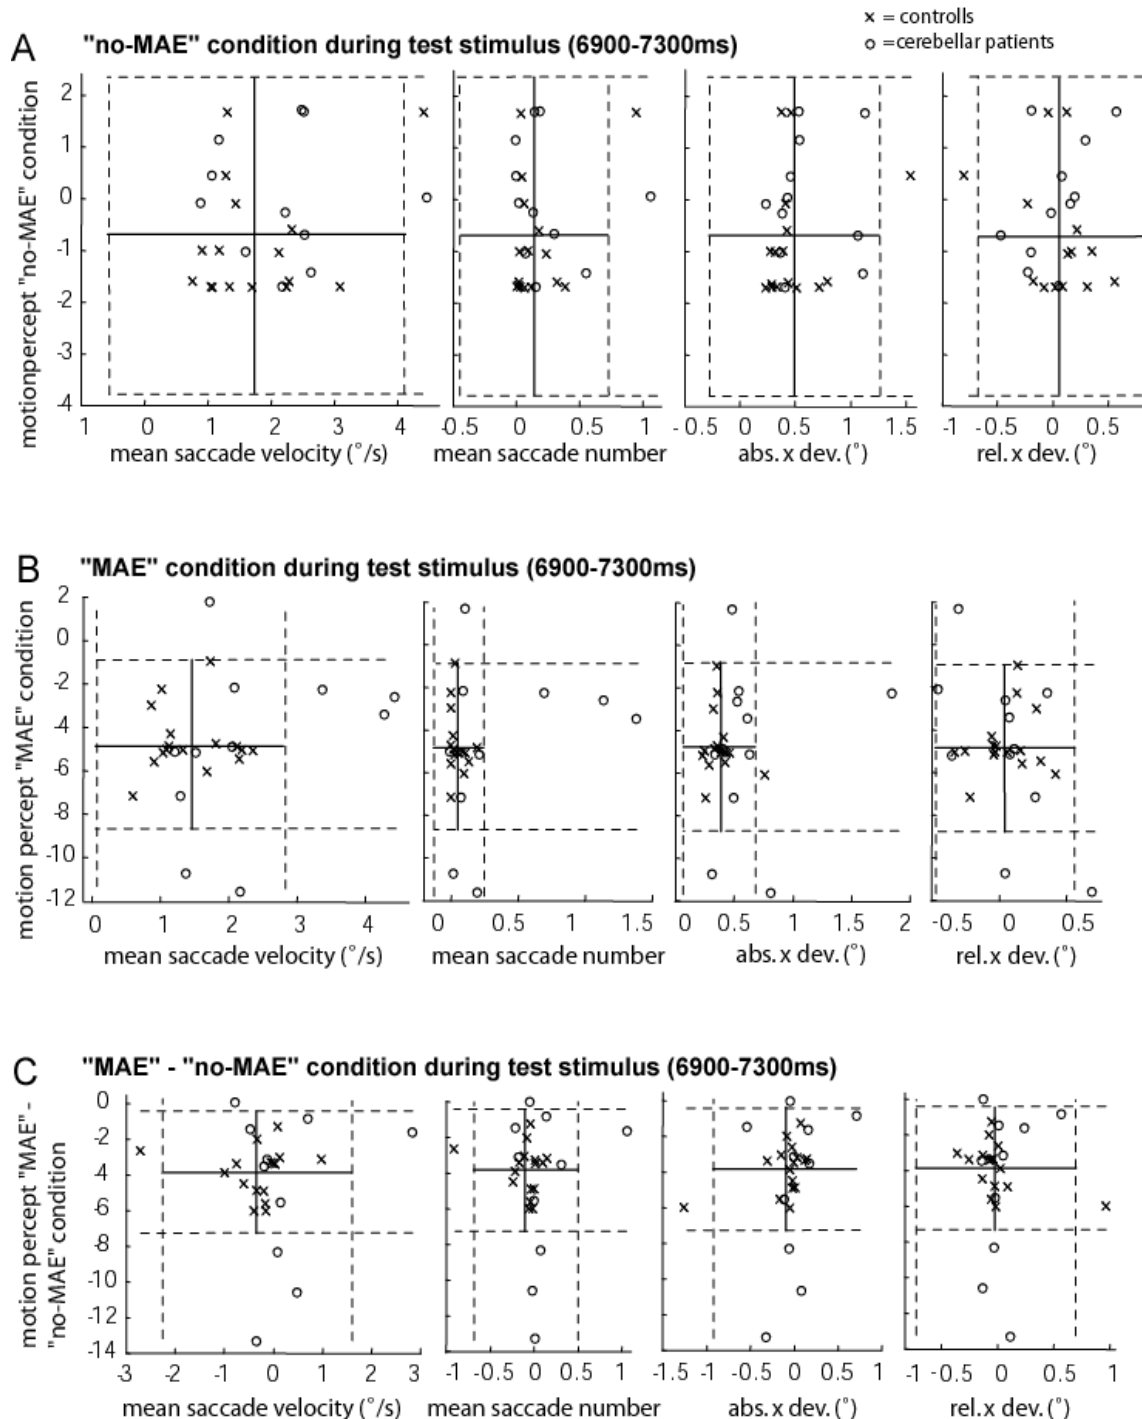 x = controlls
o =cerebellar patients
A "no-MAE" condition during test stimulus (6900-7300ms)
motionpercept "no-MAE" condition
2
1
0
-1
-2
-3
-4
1 0 1 2 3 4
-0.5 0 0.5 1
- 0.5 0 0.5 1 1.5
-1 -0.5 0 0.5
mean saccade velocity (°/s)
mean saccade number
abs.x dev.(°)
rel.x dev.(°)
B "MAE" condition during test stimulus (6900-7300ms)
motion percept "MAE" condition
2
0
-2
-4
-6
-8
-10
-12
0 1 2 3 4
0 0.5 1 1.5
0 0.5 1 1.5 2
-0.5 0 0.5
mean saccade velocity (°/s)
mean saccade number
abs.x dev.(°)
rel.x dev.(°)
C "MAE" - "no-MAE" condition during test stimulus (6900-7300ms)
motion percept "MAE" -
"no-MAE" condition
0
-2
-4
-6
-8
-10
-12
-14
-3 -2 -1 0 1 2 3
-1 -0.5 0 0.5 1
-1.5 -1 -0.5 0 0.5 1
-1 -0.5 0 0.5 1
mean saccade velocity (°/s)
mean saccade number
abs.x dev.(°)
rel.x dev.(°)